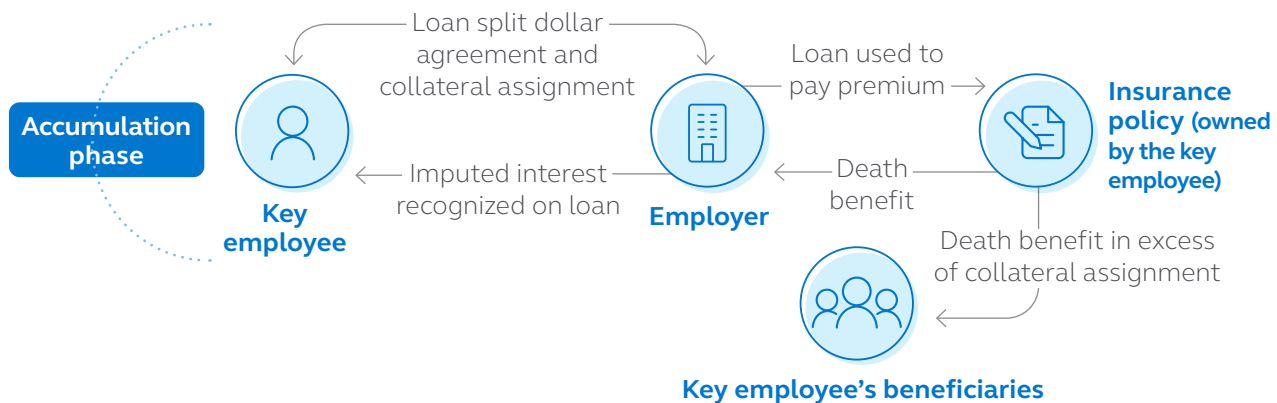 Loan split dollar
agreement and
collateral assignment
Loan used to
pay premium
Accumulation
phase
Insurance
policy (owned
by the key
employee)
Imputed interest
recognized on loan
Death
benefit
Key
employee
Employer
Death benefit in excess
of collateral assignment
Key employee’s beneficiaries